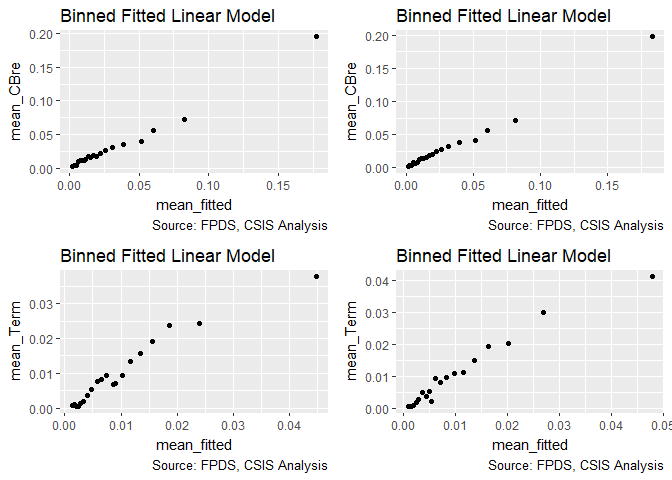 Binned Fitted Linear Model
mean_CBre
0.20
0.15
0.10
0.05
0.00
0.00 0.05 0.10 0.15
mean_fitted
Source: FPDS, CSIS Analysis
Binned Fitted Linear Model
mean_CBre
0.20
0.15
0.10
0.05
0.00
0.00 0.05 0.10 0.15
mean_fitted
Source: FPDS, CSIS Analysis
Binned Fitted Linear Model
mean_Term
0.03
0.02
0.01
0.00
0.00 0.01 0.02 0.03 0.04
mean_fitted
Source: FPDS, CSIS Analysis
Binned Fitted Linear Model
mean_Term
0.04
0.03
0.02
0.01
0.00
0.00 0.01 0.02 0.03 0.04 0.05
mean_fitted
Source: FPDS, CSIS Analysis